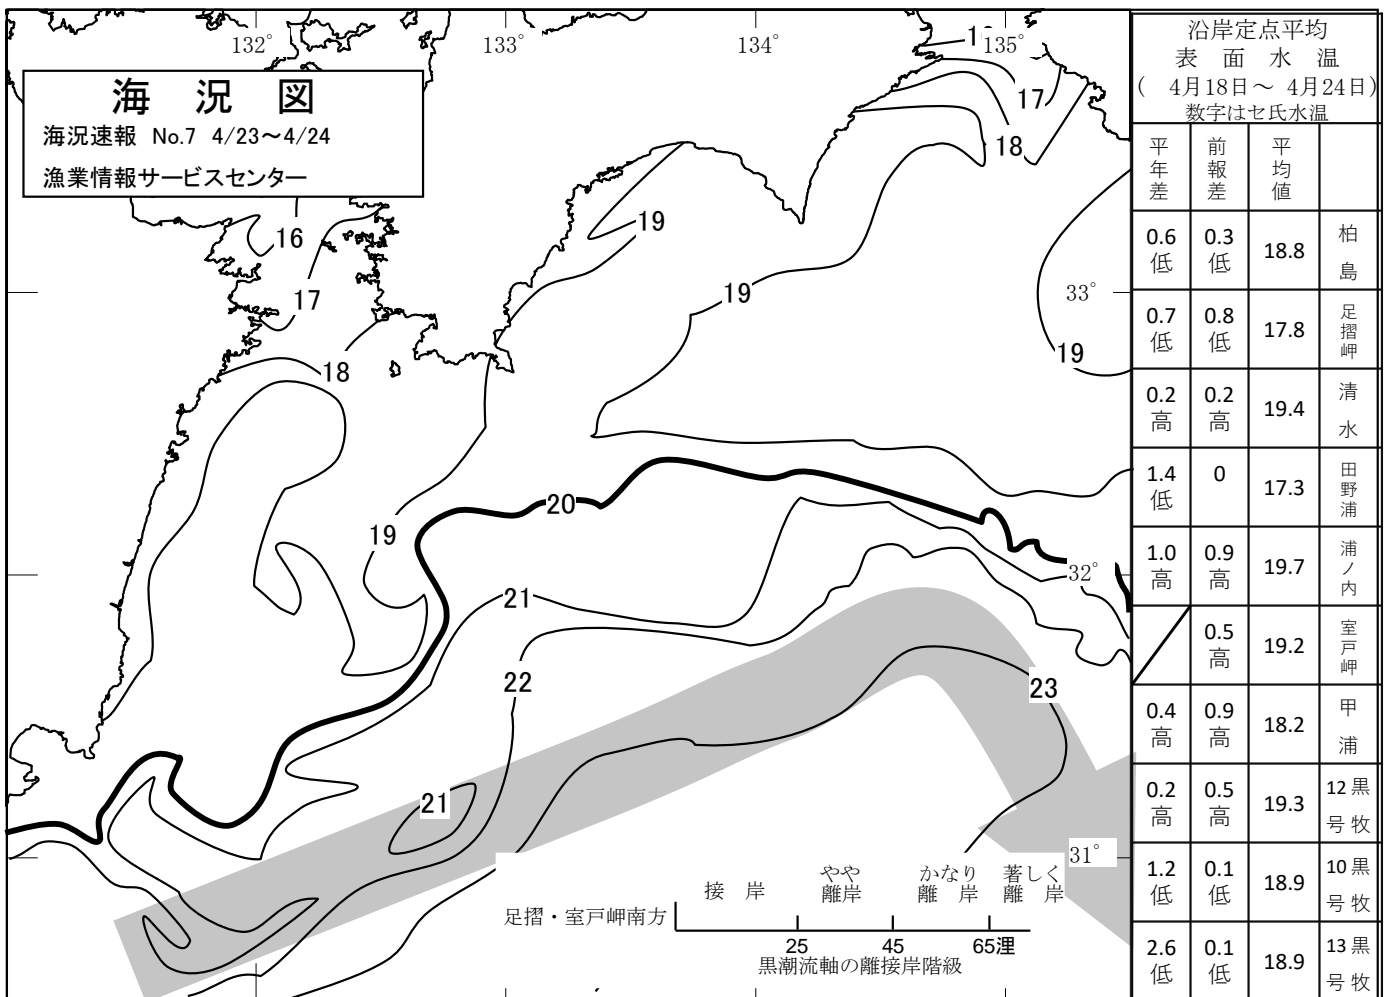 132°
133°
134°
1
135°
海 況 図
海況速報 No.7 4/23～4/24
漁業情報サービスセンター
17
18
19
16
17
19
33°
19
18
20
19
32°
21
22
23
21
31°
接 岸
やや
離岸
かなり
離 岸
著しく
離 岸
足摺・室戸岬南方
25
45
65浬
黒潮流軸の離接岸階級
沿岸定点平均
表 面 水 温
( 4月18日～ 4月24日)
数字はセ氏水温
平年差 前報差 平均値
0.6低 0.3低 18.8 柏島
0.7低 0.8低 17.8 足摺岬
0.2高 0.2高 19.4 清水
1.4低 0 17.3 田野浦
1.0高 0.9高 19.7 浦ノ内
0.5高 19.2 室戸岬
0.4高 0.9高 18.2 甲浦
0.2高 0.5高 19.3 黒牧12号
1.2低 0.1低 18.9 黒牧10号
2.6低 0.1低 18.9 黒牧13号